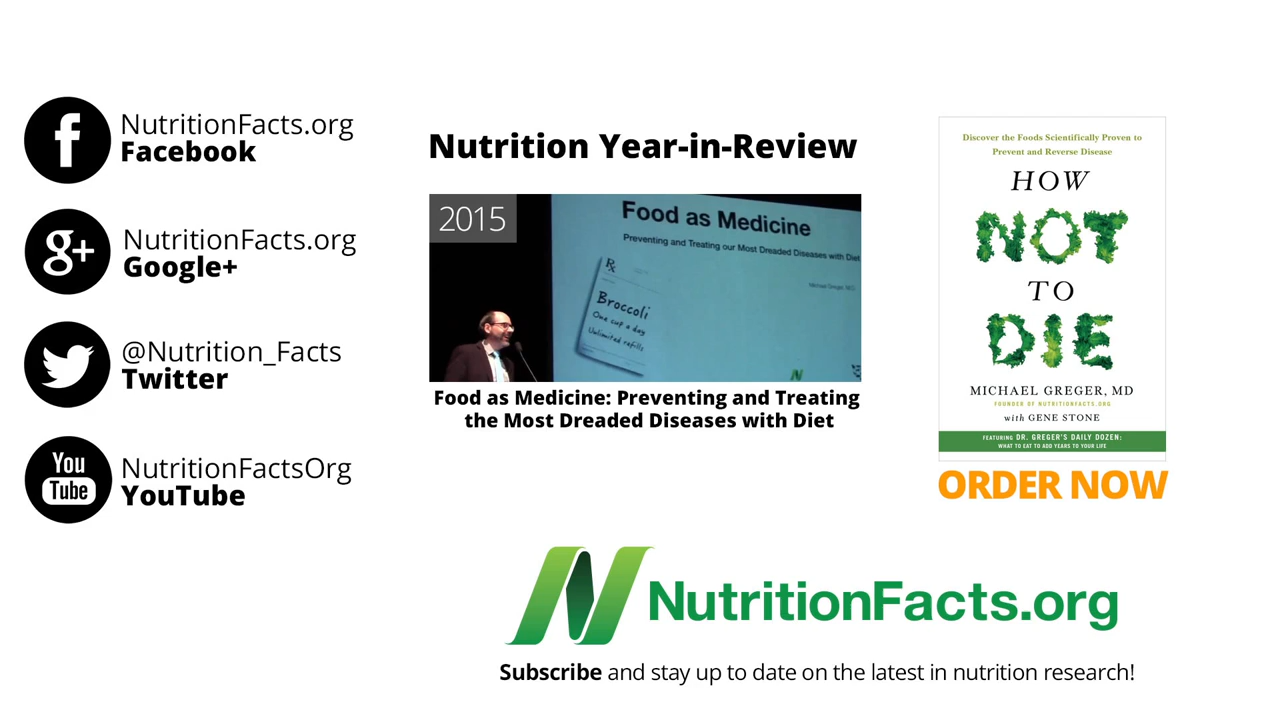 f
NutritionFacts.org
Facebook
g+
NutritionFacts.org
Google+
@Nutrition_Facts
Twitter
You
Tube
NutritionFactsOrg
YouTube
Nutrition Year-in-Review
2015
Food as Medicine
Preventing and Treating our Most Dreaded Diseases with Diet
Michael Greger, M.D.
Rx
Broccoli
One cup a day
Unlimited refills
Food as Medicine: Preventing and Treating
the Most Dreaded Diseases with Diet
Discover the Foods Scientifically Proven to
Prevent and Reverse Disease
HOW
NOT
TO
DIE
MICHAEL GREGER, MD
FOUNDER OF NUTRITIONFACTS.ORG
with GENE STONE
FEATURING DR. GREGER'S DAILY DOZEN:
WHAT TO EAT TO ADD YEARS TO YOUR LIFE
ORDER NOW
NutritionFacts.org
Subscribe and stay up to date on the latest in nutrition research!